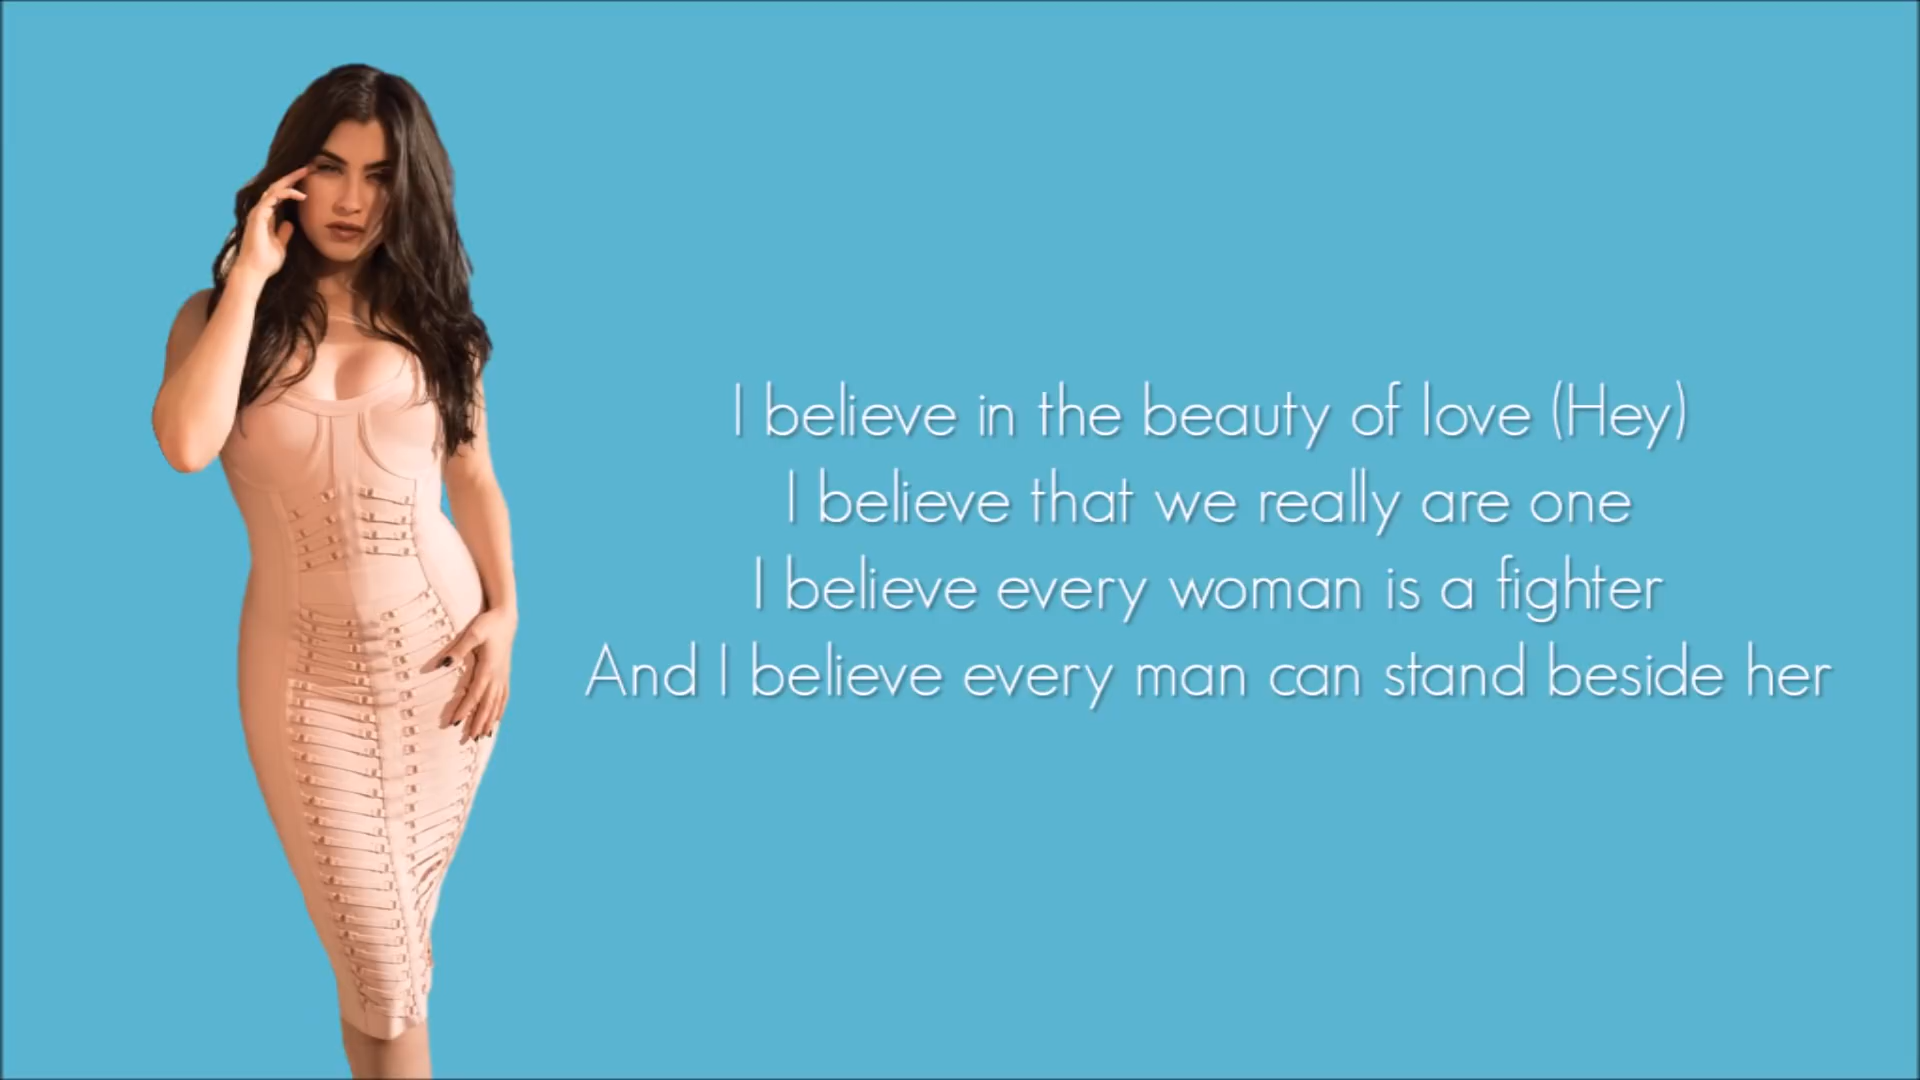 I believe in the beauty of love (Hey)
I believe that we really are one
I believe every woman is a fighter
And I believe every man can stand beside her